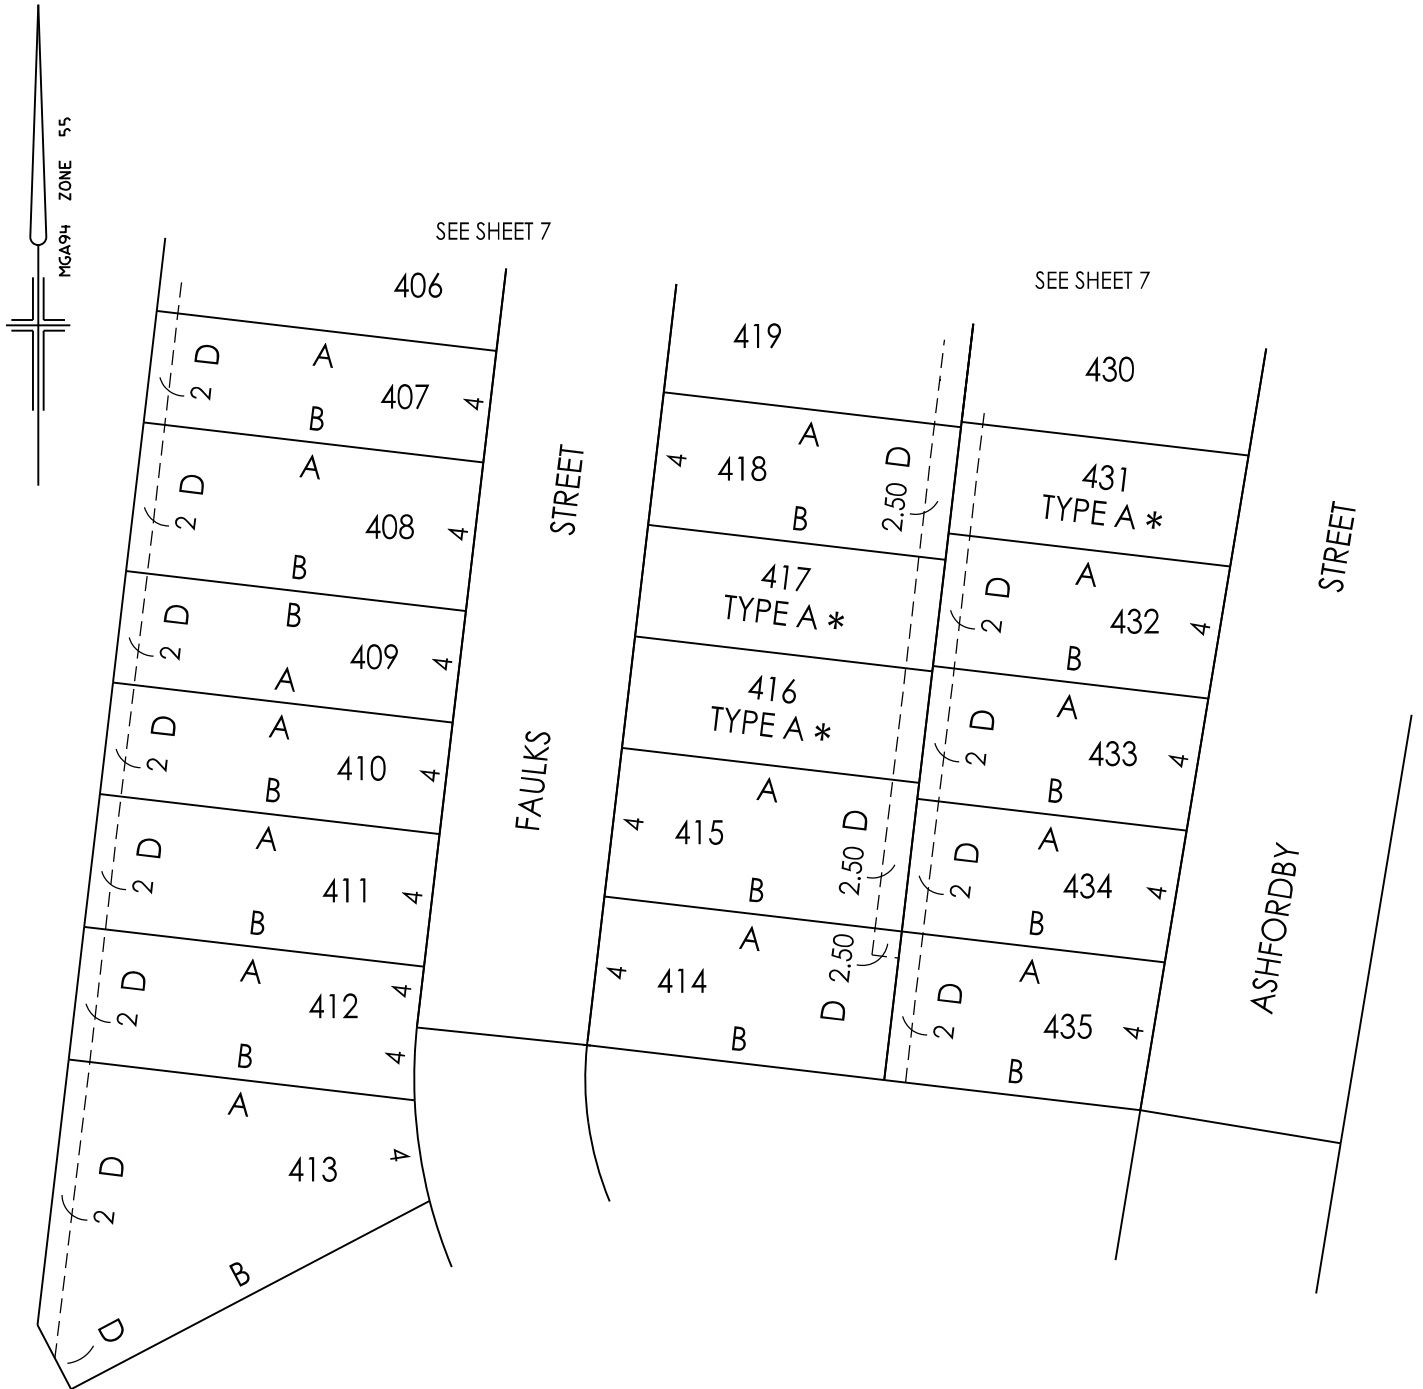 MGA94 ZONE 55
SEE SHEET 7
SEE SHEET 7
406
A
D
2
407
4
B
A
D
2
408
4
B
B
D
2
409
4
A
A
D
2
410
4
B
A
D
2
411
4
B
A
D
2
412
4
4
B
A
D
2
413
4
B
D
FAULKS STREET
419
A
4
418
2.50 D
B
417
TYPE A *
416
TYPE A *
A
4
415
2.50 D
B
A
4
414
2.50
D
B
430
431
TYPE A *
A
D
2
432
4
B
A
D
2
433
4
B
A
D
2
434
4
B
A
D
2
435
4
B
ASHFORDBY STREET